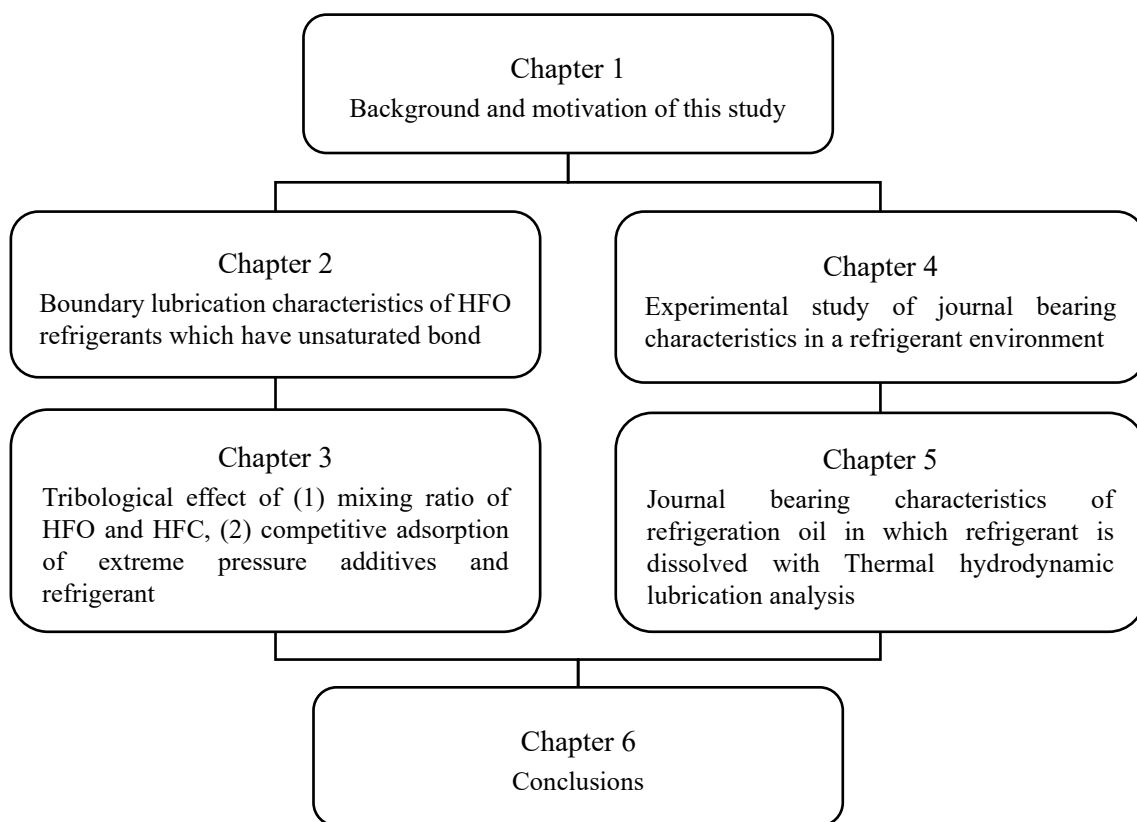 Chapter 1
Background and motivation of this study
Chapter 2
Boundary lubrication characteristics of HFO
refrigerants which have unsaturated bond
Chapter 4
Experimental study of journal bearing
characteristics in a refrigerant environment
Chapter 3
Tribological effect of (1) mixing ratio of
HFO and HFC, (2) competitive adsorption
of extreme pressure additives and
refrigerant
Chapter 5
Journal bearing characteristics of
refrigeration oil in which refrigerant is
dissolved with Thermal hydrodynamic
lubrication analysis
Chapter 6
Conclusions